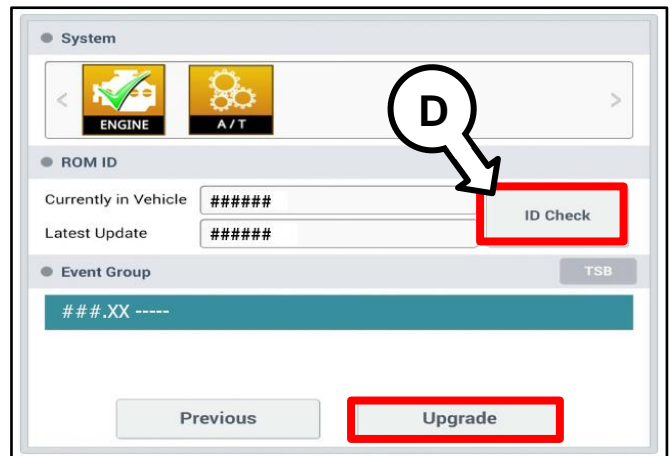 System
<
ENGINE
A/T
D
>
ROM ID
Currently in Vehicle ######
ID Check
Latest Update ######
Event Group TSB
###.XX -----
Previous Upgrade